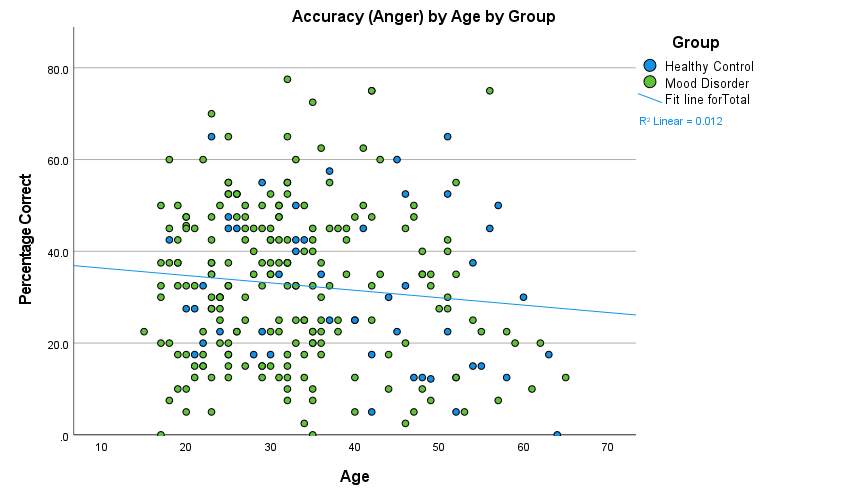 Accuracy (Anger) by Age by Group
Group
Healthy Control
Mood Disorder
Fit line forTotal
R² Linear = 0.012
Percentage Correct
80.0
60.0
40.0
20.0
.0
10 20 30 40 50 60 70
Age